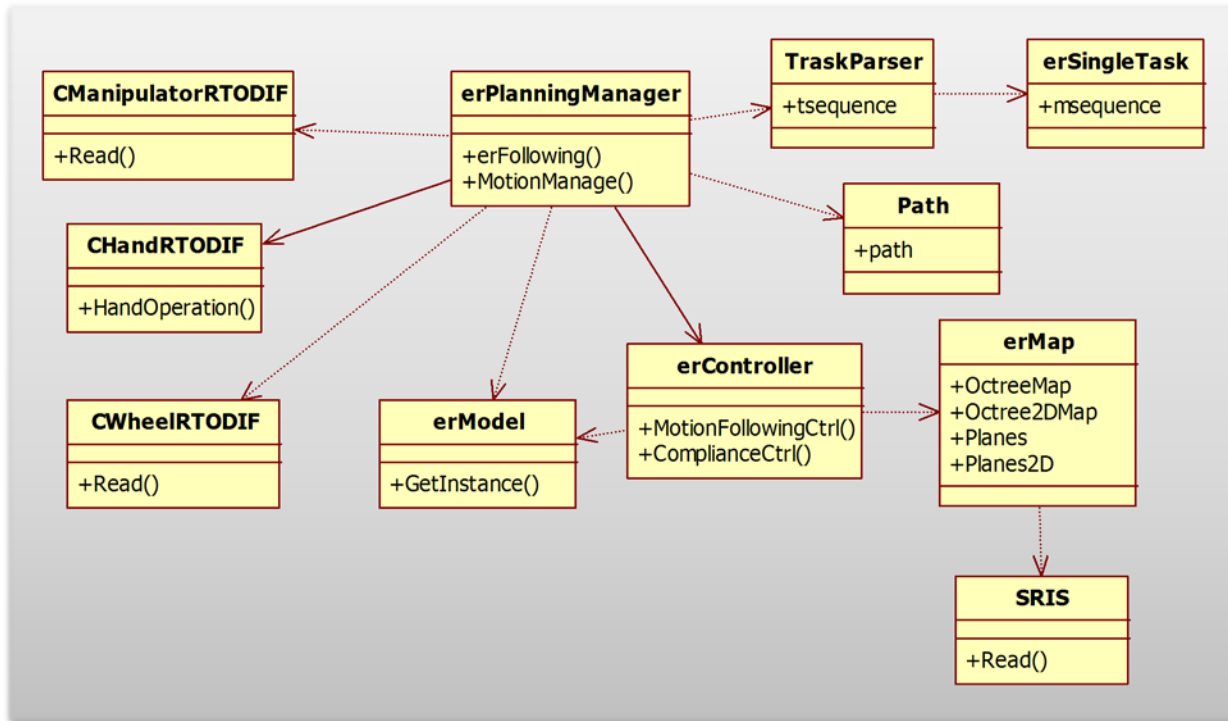 CManipulatorRTODIF
+Read()
erPlanningManager
+erFollowing()
+MotionManage()
TraskParser
+tsequence
erSingleTask
+msequence
CHandRTODIF
+HandOperation()
Path
+path
CWheelRTODIF
+Read()
erModel
+GetInstance()
erController
+MotionFollowingCtrl()
+ComplianceCtrl()
erMap
+OctreeMap
+Octree2DMap
+Planes
+Planes2D
SRIS
+Read()